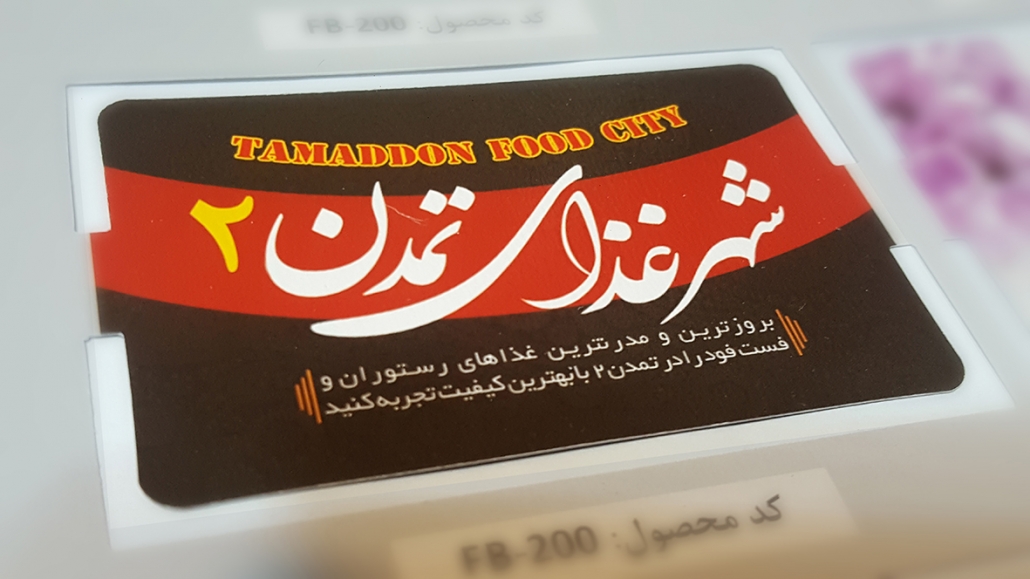 کد محصول: FB-200
TAMADDON FOOD CITY
شهر غذای تمدن ۲
بروزترین و مدرنترین غذاهای رستوران و
فست فود را در تمدن ۲ با بهترین کیفیت تجربه کنید
کد محصول: FB-200